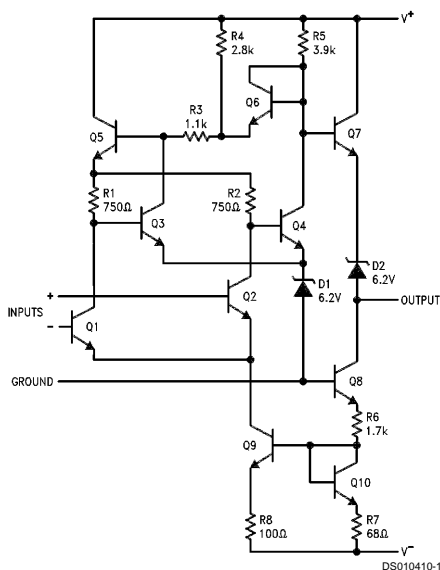 V+
R4
2.8k
R5
3.9k
Q6
R3
1.1k
Q5
Q7
R1
750Ω
R2
750Ω
Q3
Q4
D2
6.2V
D1
6.2V
+
Q2
OUTPUT
INPUTS
-
Q1
GROUND
Q8
R6
1.7k
Q9
Q10
R8
100Ω
R7
68Ω
V-
DS010410-1